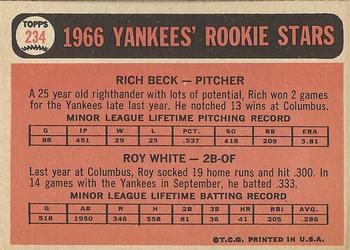 TOPPS
234
1966 YANKEES' ROOKIE STARS
RICH BECK — PITCHER
A 25 year old righthander with lots of potential, Rich won 2 games
for the Yankees late last year. He notched 13 wins at Columbus.
MINOR LEAGUE LIFETIME PITCHING RECORD
G IP W L PCT. SO BB ERA
88 451 29 25 .537 418 209 3.81
ROY WHITE — 2B-OF
Last year at Columbus, Roy socked 19 home runs and hit .300. In
14 games with the Yankees in September, he batted .333.
MINOR LEAGUE LIFETIME BATTING RECORD
G AB R H 2B 3B HR RBI AVG.
518 1950 346 558 81 36 41 205 .286
©T.C.G. PRINTED IN U.S.A.